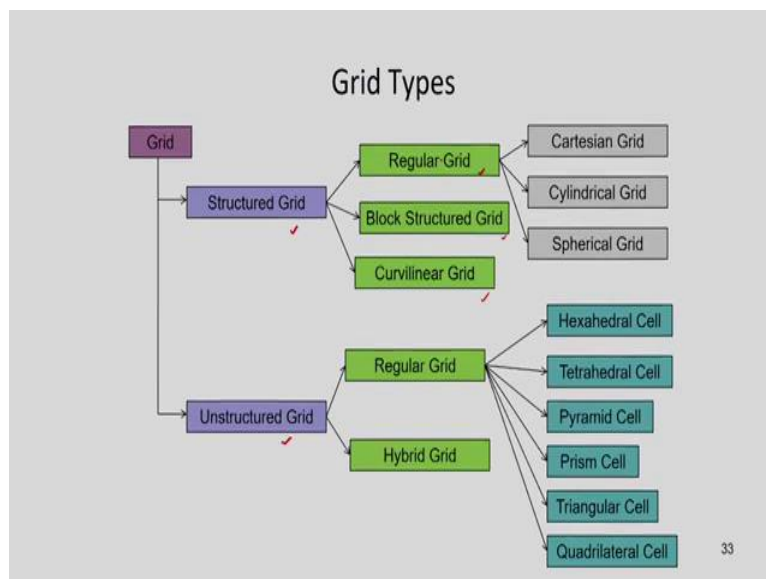 Grid Types
Grid
Structured Grid
Regular Grid
Cartesian Grid
Cylindrical Grid
Spherical Grid
Block Structured Grid
Curvilinear Grid
Unstructured Grid
Regular Grid
Hexahedral Cell
Tetrahedral Cell
Pyramid Cell
Prism Cell
Triangular Cell
Quadrilateral Cell
Hybrid Grid
33